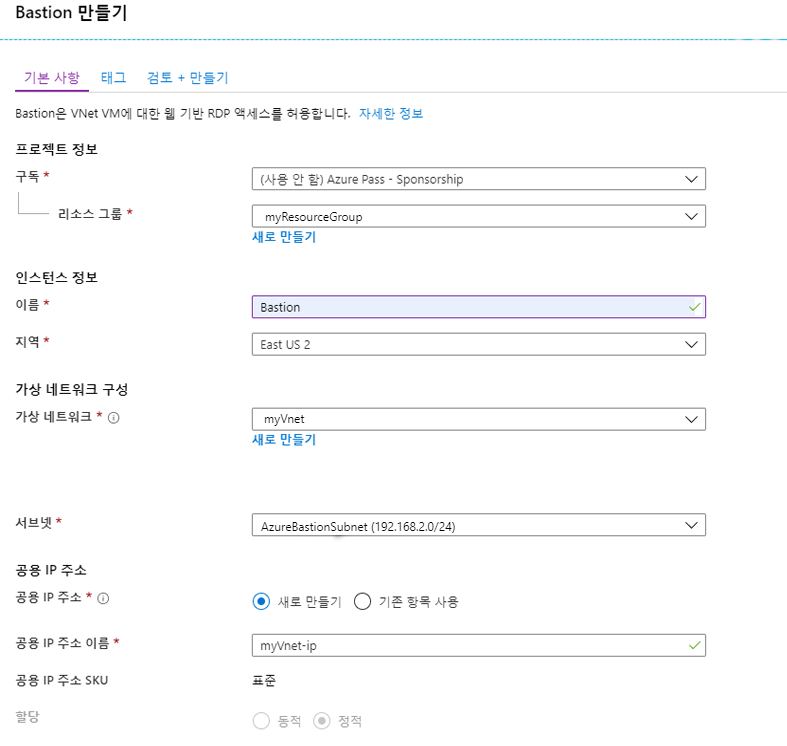 Bastion 만들기
기본 사항 태그 검토 + 만들기
Bastion은 VNet VM에 대한 웹 기반 RDP 액세스를 허용합니다. 자세한 정보
프로젝트 정보
구독 * (사용 안 함) Azure Pass - Sponsorship
리소스 그룹 * myResourceGroup
새로 만들기
인스턴스 정보
이름 * Bastion
지역 * East US 2
가상 네트워크 구성
가상 네트워크 * myVnet
새로 만들기
서브넷 * AzureBastionSubnet (192.168.2.0/24)
공용 IP 주소
공용 IP 주소 * 새로 만들기 기존 항목 사용
공용 IP 주소 이름 * myVnet-ip
공용 IP 주소 SKU 표준
할당 동적 정적